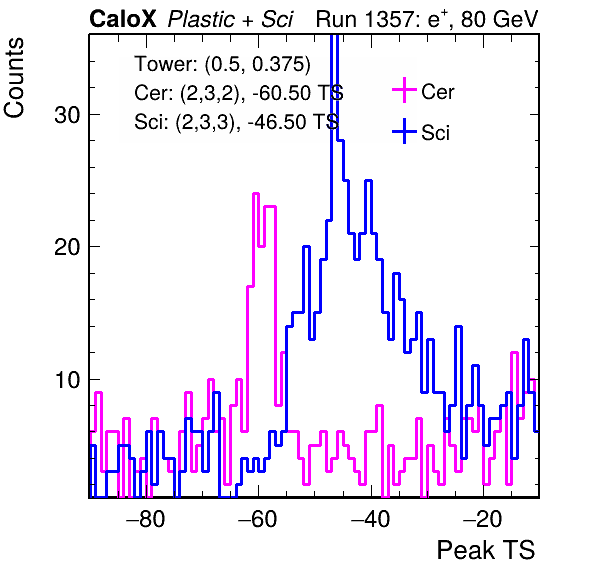 CaloX Plastic + Sci Run 1357: e+, 80 GeV
Counts
Tower: (0.5, 0.375)
Cer: (2,3,2), -60.50 TS
Sci: (2,3,3), -46.50 TS
Cer
Sci
30
20
10
−80 −60 −40 −20
Peak TS